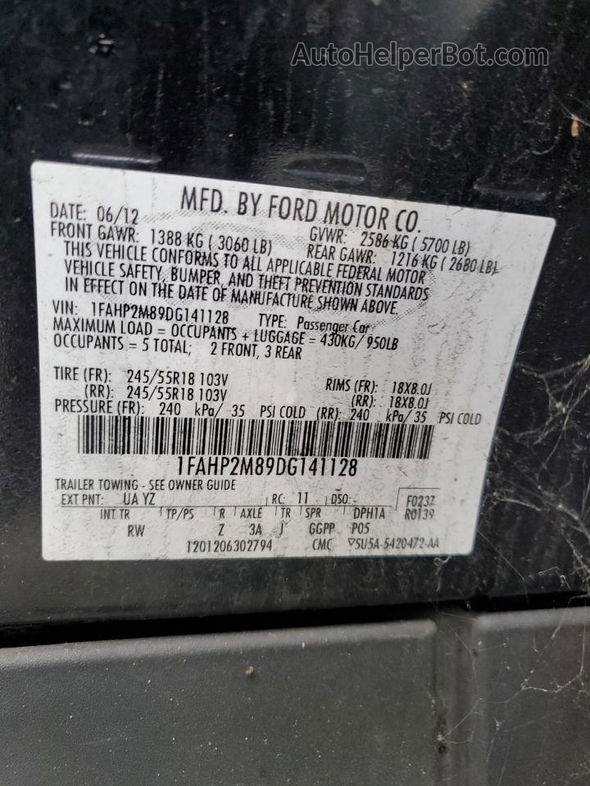 AutoHelperBot.com
MFD. BY FORD MOTOR CO.
DATE: 06/12 GVWR: 2586 KG ( 5700 LB)
FRONT GAWR: 1388 KG ( 3060 LB) REAR GAWR: 1216 KG ( 2680 LB)
THIS VEHICLE CONFORMS TO ALL APPLICABLE FEDERAL MOTOR
VEHICLE SAFETY, BUMPER, AND THEFT PREVENTION STANDARDS
IN EFFECT ON THE DATE OF MANUFACTURE SHOWN ABOVE.
VIN: 1FAHP2M89DG141128 TYPE: Passenger Car
MAXIMUM LOAD = OCCUPANTS + LUGGAGE = 430KG/ 950LB
OCCUPANTS = 5 TOTAL; 2 FRONT, 3 REAR
TIRE (FR): 245/55R18 103V RIMS (FR): 18X8.0J
(RR): 245/55R18 103V (RR): 18X8.0J
PRESSURE (FR): 240 kPa/ 35 PSI COLD (RR): 240 kPa/ 35 PSI COLD
1FAHP2M89DG141128
TRAILER TOWING - SEE OWNER GUIDE
EXT PNT: UA YZ RC: 11 DSO: F0237
INT TR TP/PS R AXLE TR SPR DPH1A R0139
RW Z 3A J GGPP P05
1201206302794 CMC 5U5A-5420472-AA